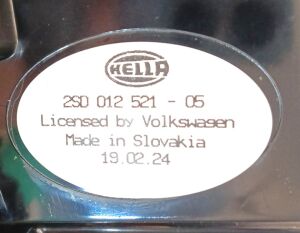 HELLA
2SD 012 521 - 05
Licensed by Volkswagen
Made in Slovakia
19.02.24